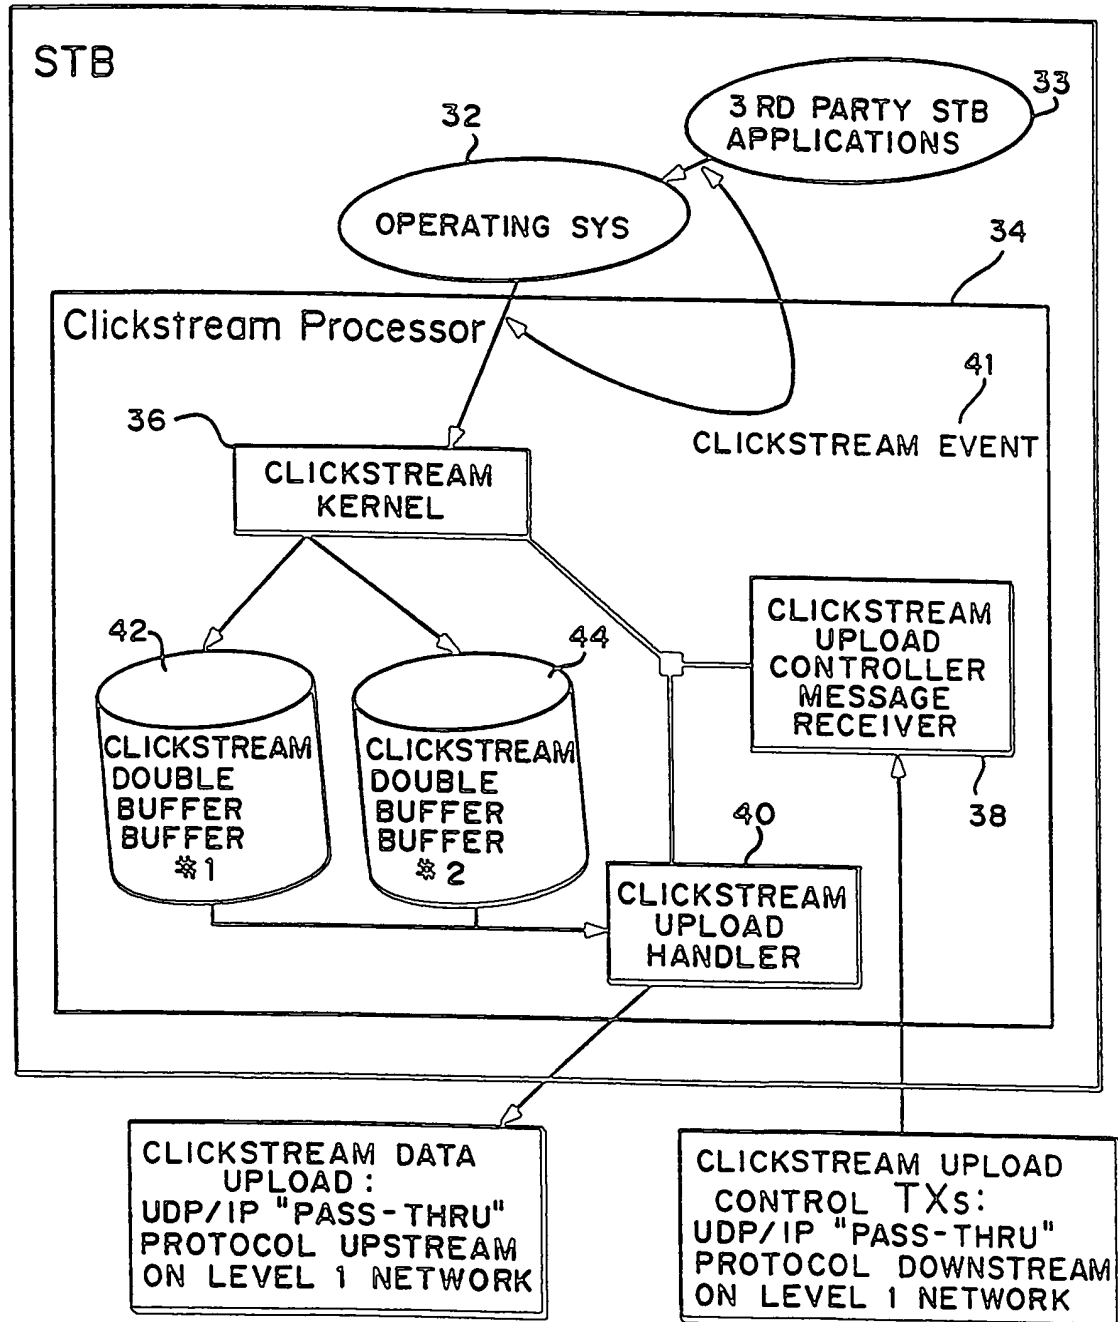 STB
33
3 RD PARTY STB
APPLICATIONS
32
OPERATING SYS
34
Clickstream Processor
41
CLICKSTREAM EVENT
36
CLICKSTREAM
KERNEL
42
44
CLICKSTREAM
UPLOAD
CONTROLLER
MESSAGE
RECEIVER
38
CLICKSTREAM
DOUBLE
BUFFER
BUFFER
#1
CLICKSTREAM
DOUBLE
BUFFER
BUFFER
#2
40
CLICKSTREAM
UPLOAD
HANDLER
CLICKSTREAM DATA
UPLOAD:
UDP/IP "PASS-THRU"
PROTOCOL UPSTREAM
ON LEVEL 1 NETWORK
CLICKSTREAM UPLOAD
CONTROL TXs:
UDP/IP "PASS-THRU"
PROTOCOL DOWNSTREAM
ON LEVEL 1 NETWORK